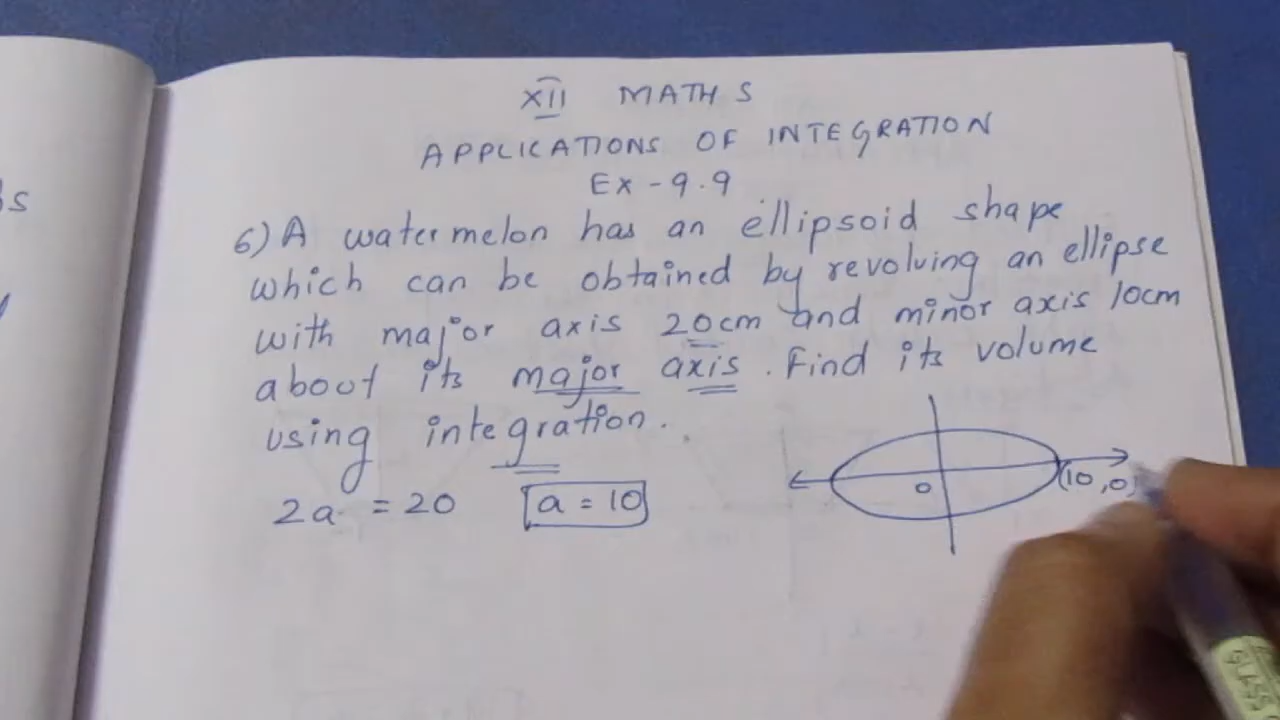 s
XII MATHS
APPLICATIONS OF INTEGRATION
Ex - 9.9
6) A watermelon has an ellipsoid shape
which can be obtained by revolving an ellipse
with major axis 20cm and minor axis 10cm
about its major axis. Find its volume
using integration.
2a = 20 a = 10
O (10,0)
GLASS